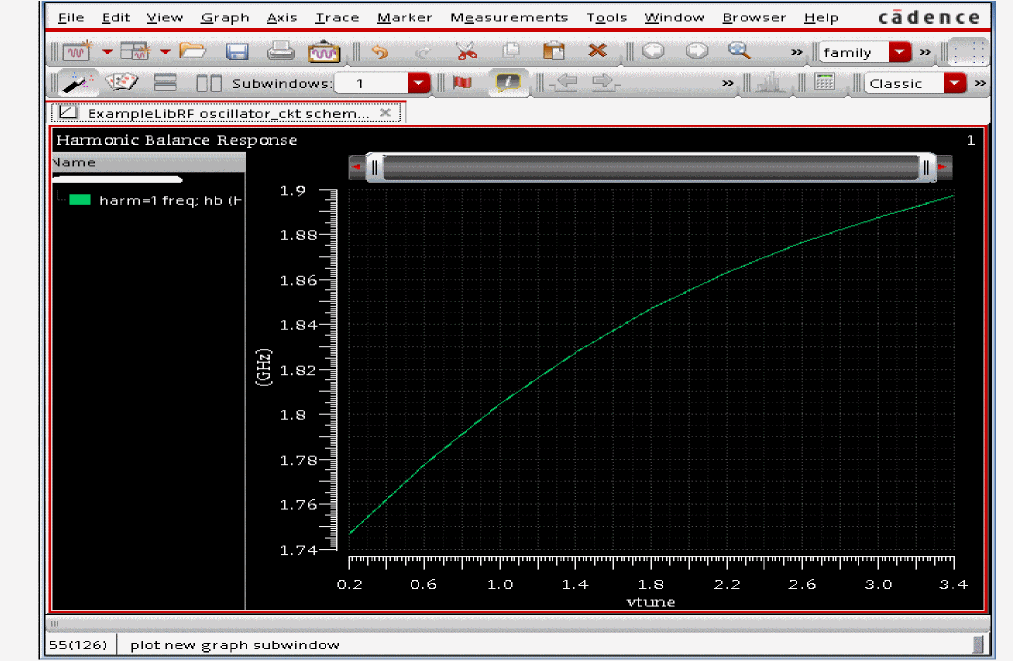 File Edit View Graph Axis Trace Marker Measurements Tools Window Browser Help cādence
» family »
Subwindows: 1 » Classic »
ExampleLibRF oscillator_ckt schem...
Harmonic Balance Response 1
Name
harm=1 freq; hb (H
1.9
1.88
1.86
1.84
1.82
1.8
1.78
1.76
1.74
(GHz)
0.2 0.6 1.0 1.4 1.8 2.2 2.6 3.0 3.4
vtune
55(126) plot new graph subwindow